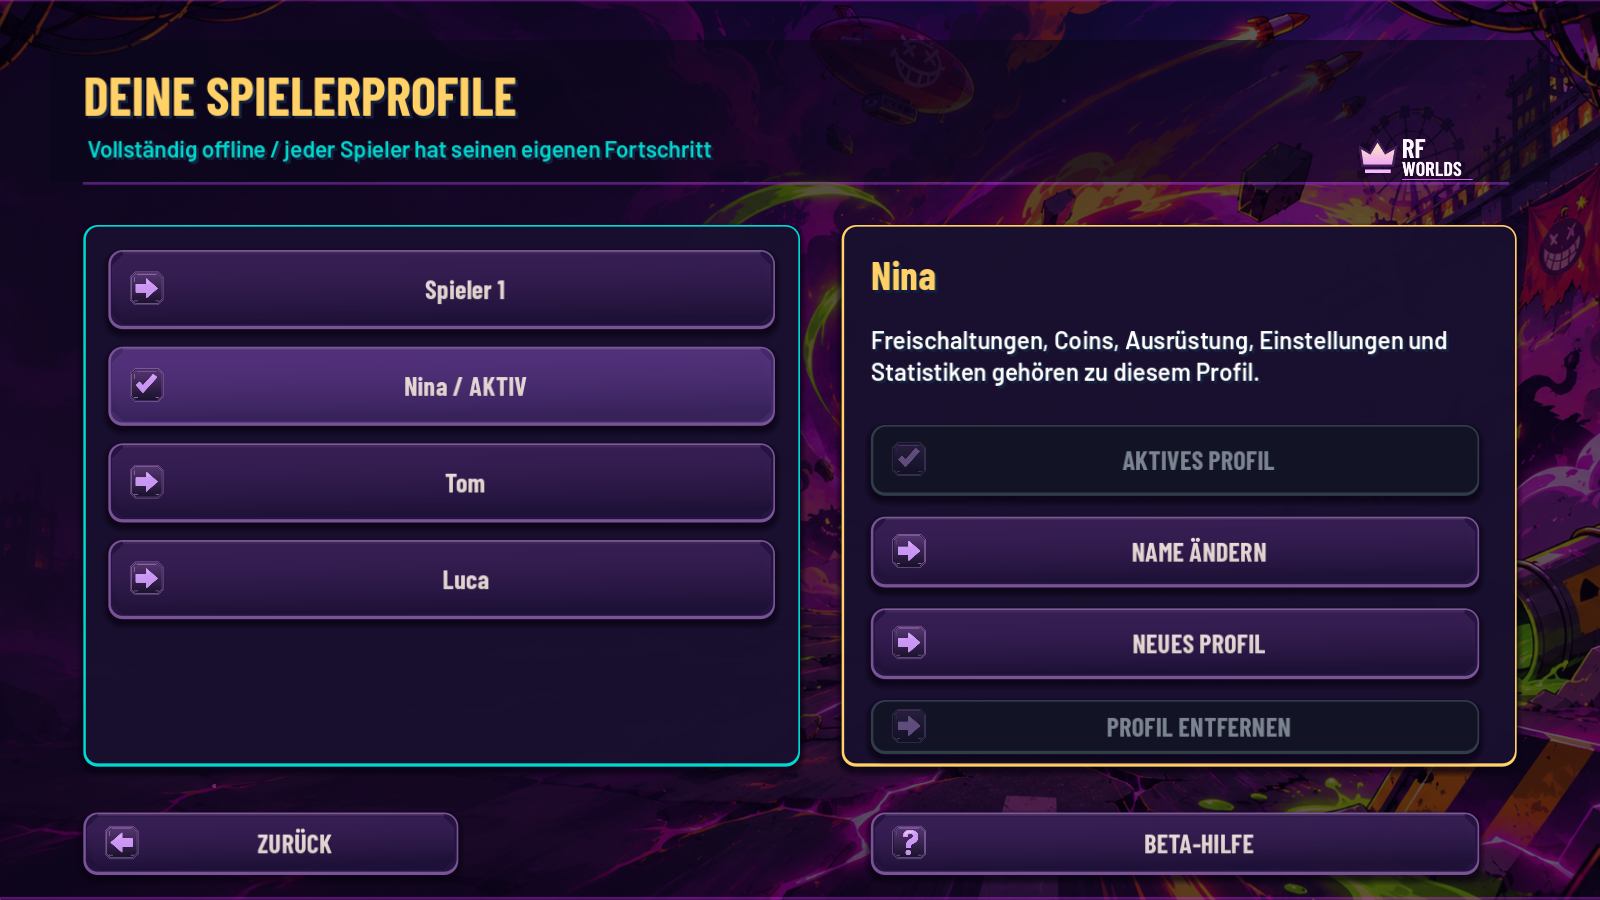 DEINE SPIELERPROFILE
Vollständig offline / jeder Spieler hat seinen eigenen Fortschritt
RF
WORLDS
Spieler 1
Nina / AKTIV
Tom
Luca
Nina
Freischaltungen, Coins, Ausrüstung, Einstellungen und
Statistiken gehören zu diesem Profil.
AKTIVES PROFIL
NAME ÄNDERN
NEUES PROFIL
PROFIL ENTFERNEN
ZURÜCK
BETA-HILFE